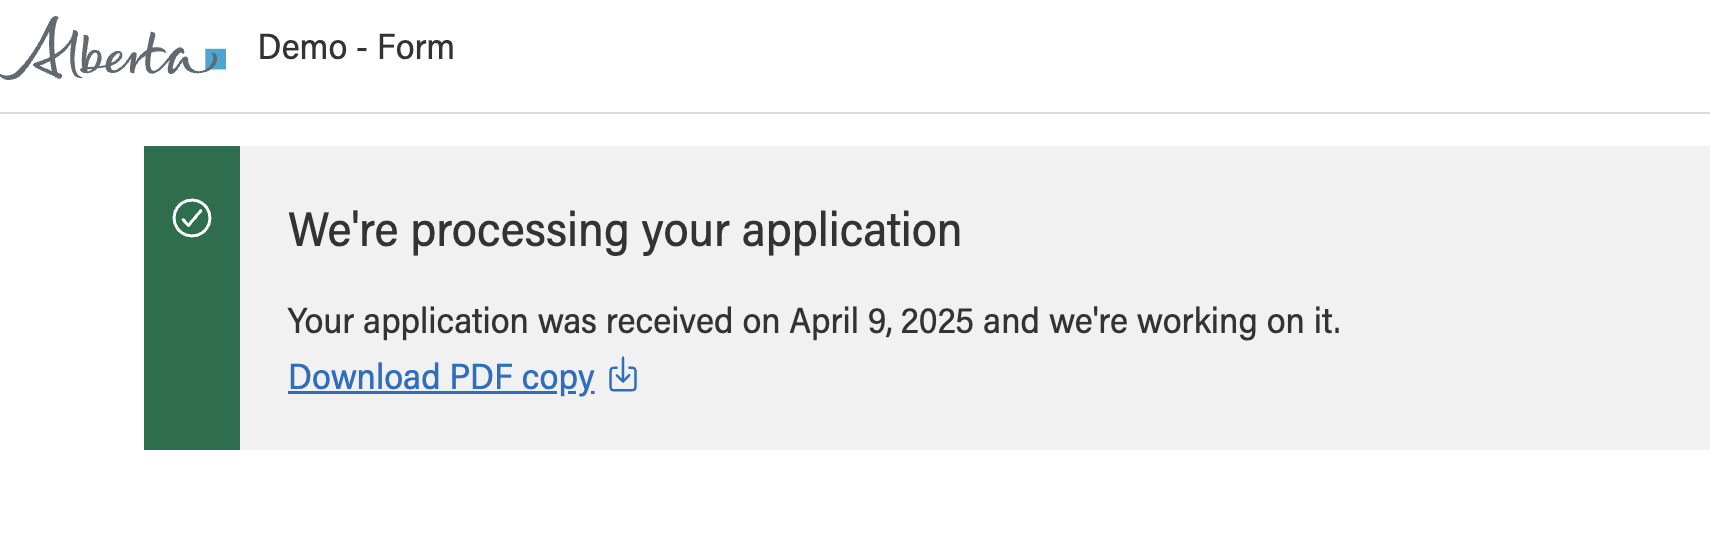 Alberta
Demo - Form
We're processing your application
Your application was received on April 9, 2025 and we're working on it.
Download PDF copy